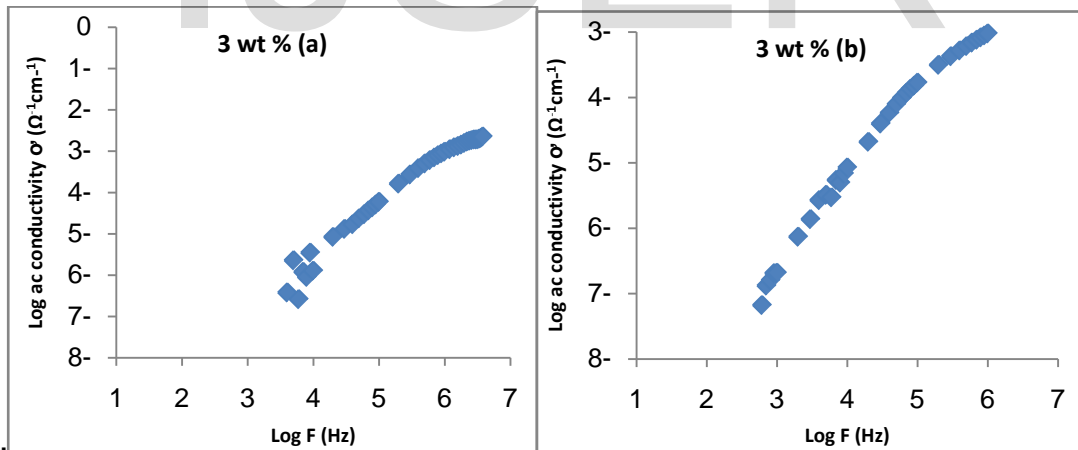 3 wt % (a)
Log ac conductivity σ (Ω⁻¹cm⁻¹)
0
1-
2-
3-
4-
5-
6-
7-
8-
1 2 3 4 5 6 7
Log F (Hz)
3 wt % (b)
Log ac conductivity σ (Ω⁻¹cm⁻¹)
3-
4-
5-
6-
7-
8-
1 2 3 4 5 6 7
Log F (Hz)